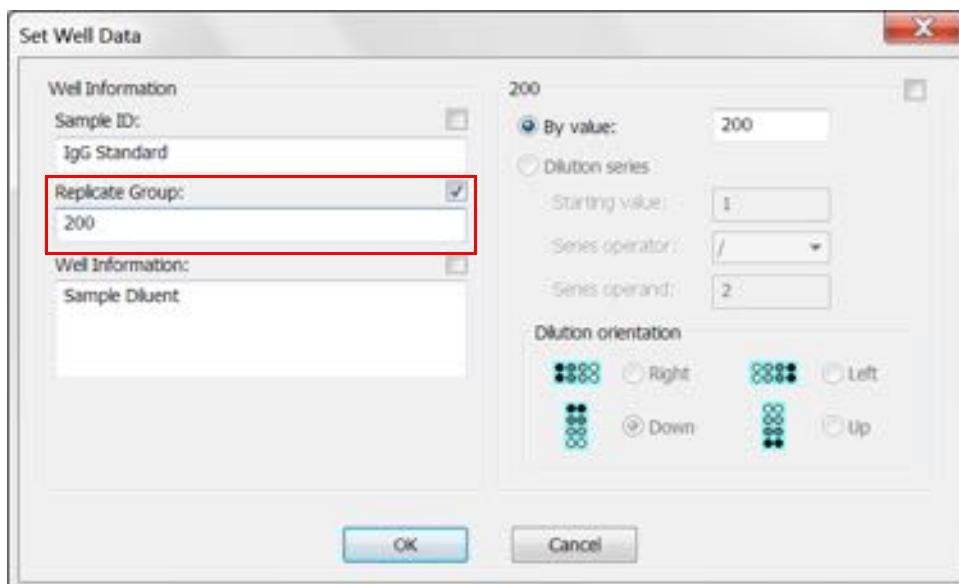 Set Well Data
X
Well Information
Sample ID:
IgG Standard
Replicate Group:
200
Well Information:
Sample Diluent
200
By value:
200
Dilution series
Starting value:
1
Series operator:
/
Series operand:
2
Dilution orientation
Right
Left
Down
Up
OK
Cancel